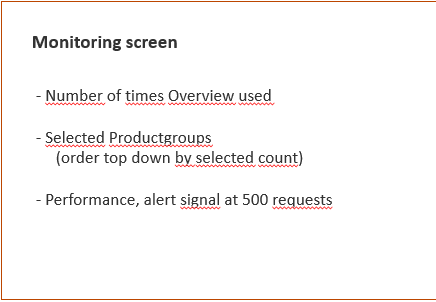 Monitoring screen
- Number of times Overview used
- Selected Productgroups
(order top down by selected count)
- Performance, alert signal at 500 requests